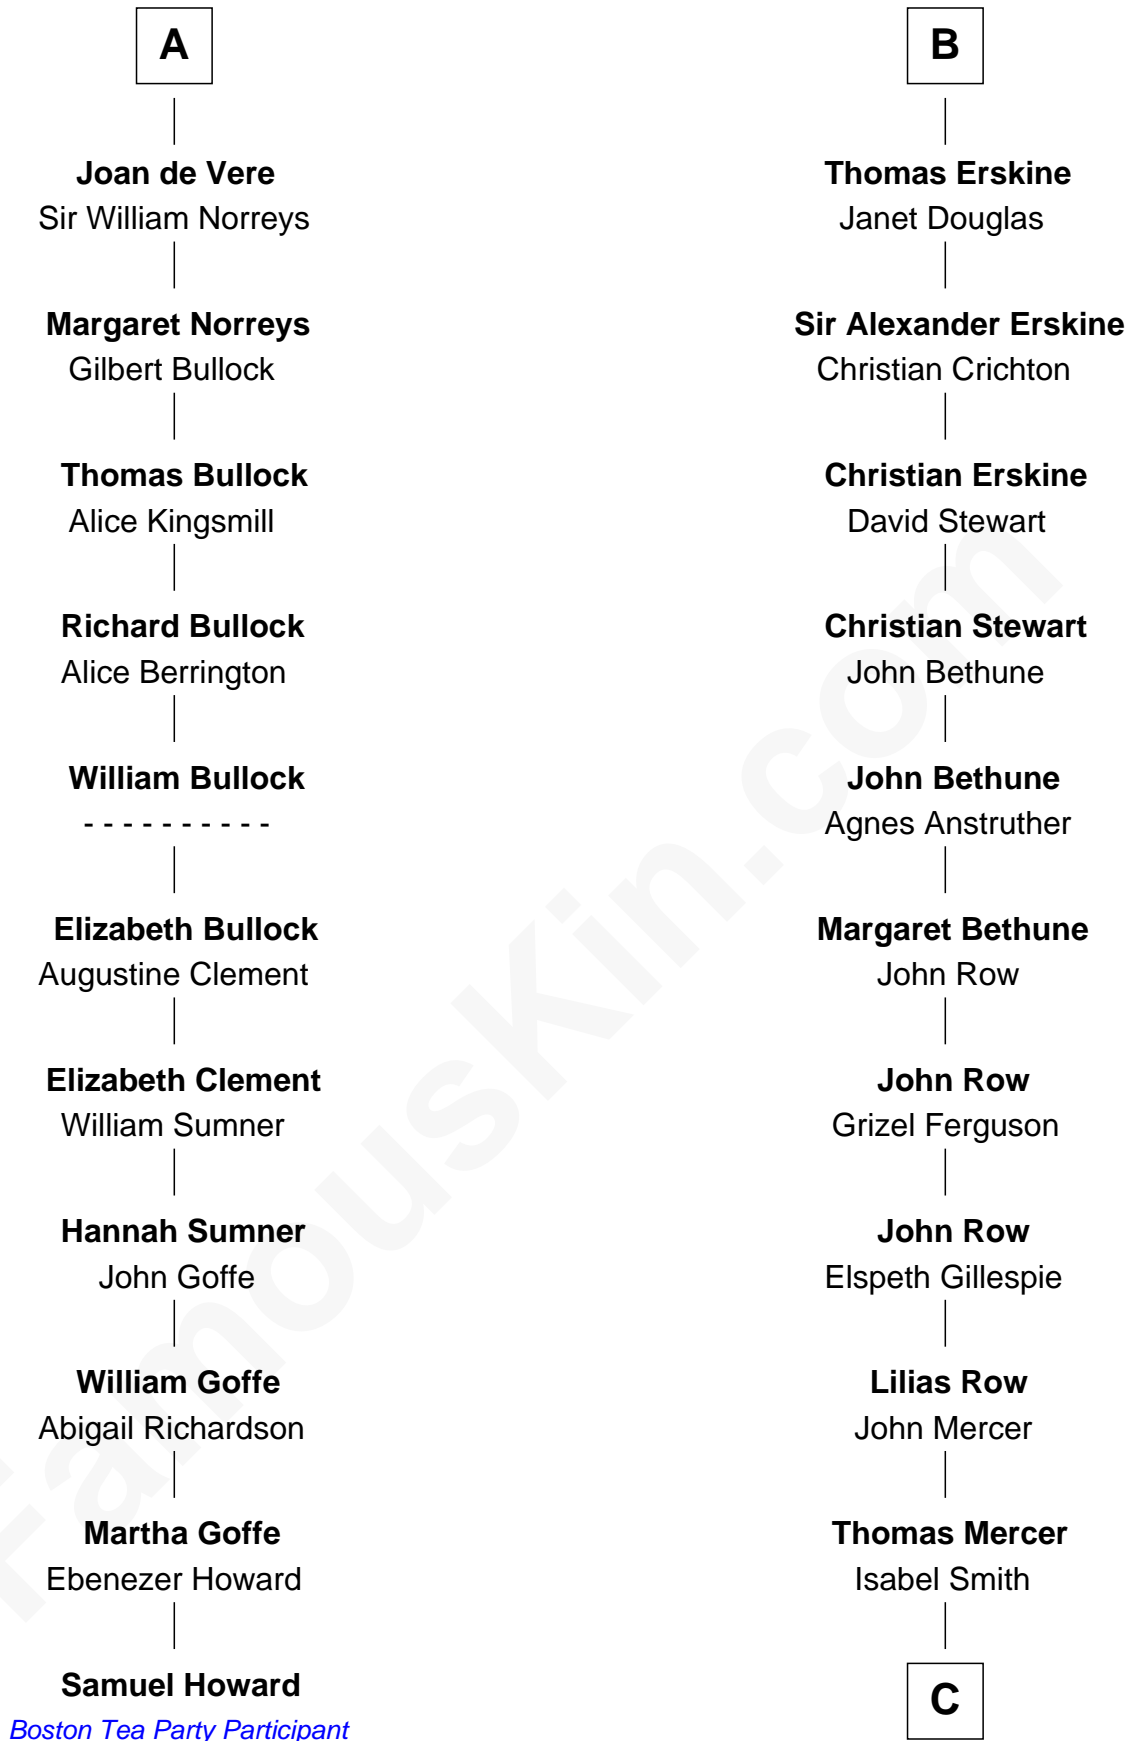 A
Joan de Vere
Sir William Norreys
Margaret Norreys
Gilbert Bullock
Thomas Bullock
Alice Kingsmill
Richard Bullock
Alice Berrington
William Bullock
- - - - - - - - - -
Elizabeth Bullock
Augustine Clement
Elizabeth Clement
William Sumner
Hannah Sumner
John Goffe
William Goffe
Abigail Richardson
Martha Goffe
Ebenezer Howard
Samuel Howard
Boston Tea Party Participant
B
Thomas Erskine
Janet Douglas
Sir Alexander Erskine
Christian Crichton
Christian Erskine
David Stewart
Christian Stewart
John Bethune
John Bethune
Agnes Anstruther
Margaret Bethune
John Row
John Row
Grizel Ferguson
John Row
Elspeth Gillespie
Lilias Row
John Mercer
Thomas Mercer
Isabel Smith
C
FamousKin.com